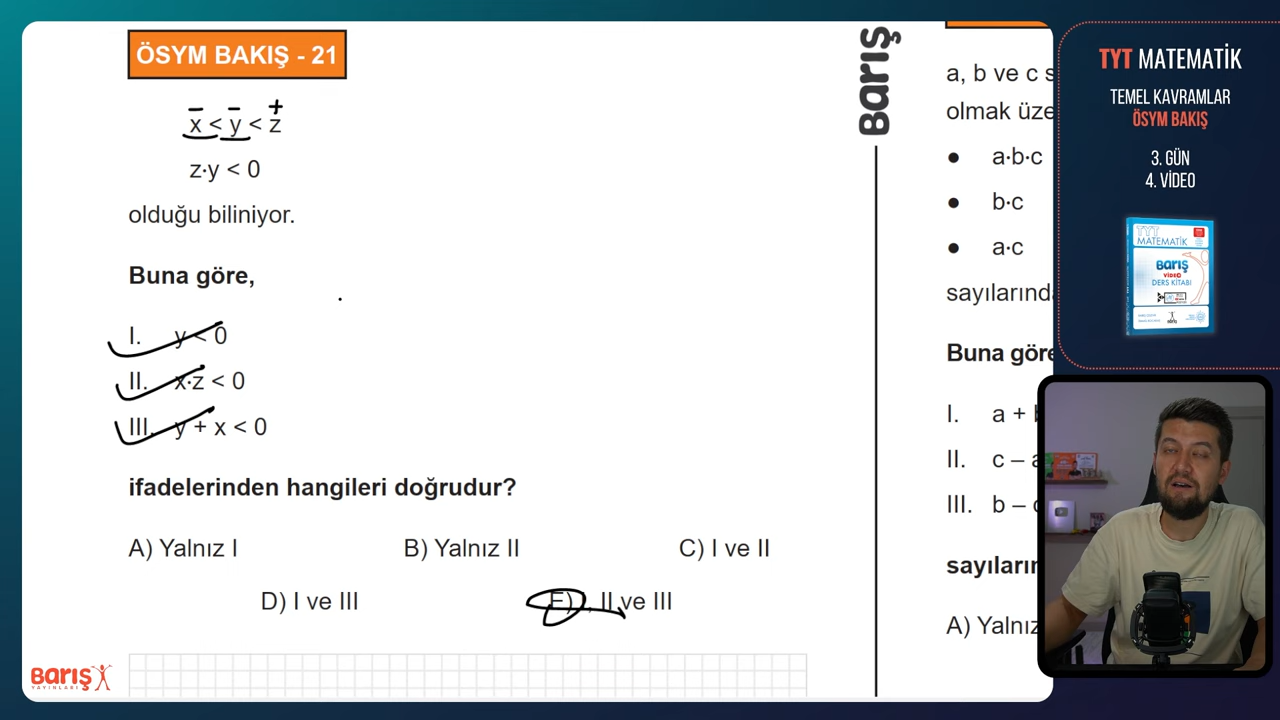 ÖSYM BAKIŞ - 21
x < y < z
z·y < 0
olduğu biliniyor.
Buna göre,
I. y < 0
II. x·z < 0
III. y + x < 0
ifadelerinden hangileri doğrudur?
A) Yalnız I
B) Yalnız II
C) I ve II
D) I ve III
E) I, II ve III
Barış
a, b ve c s
olmak üze
● a·b·c
● b·c
● a·c
sayılarınd
Buna göre
I. a + b
II. c – a
III. b – c
sayıların
A) Yalnız
TYT MATEMATİK
TEMEL KAVRAMLAR
ÖSYM BAKIŞ
3. GÜN
4. VİDEO
TYT
MATEMATİK
BARIŞ
VİDEO
DERS KİTABI
BARIŞ
YAYINLARI